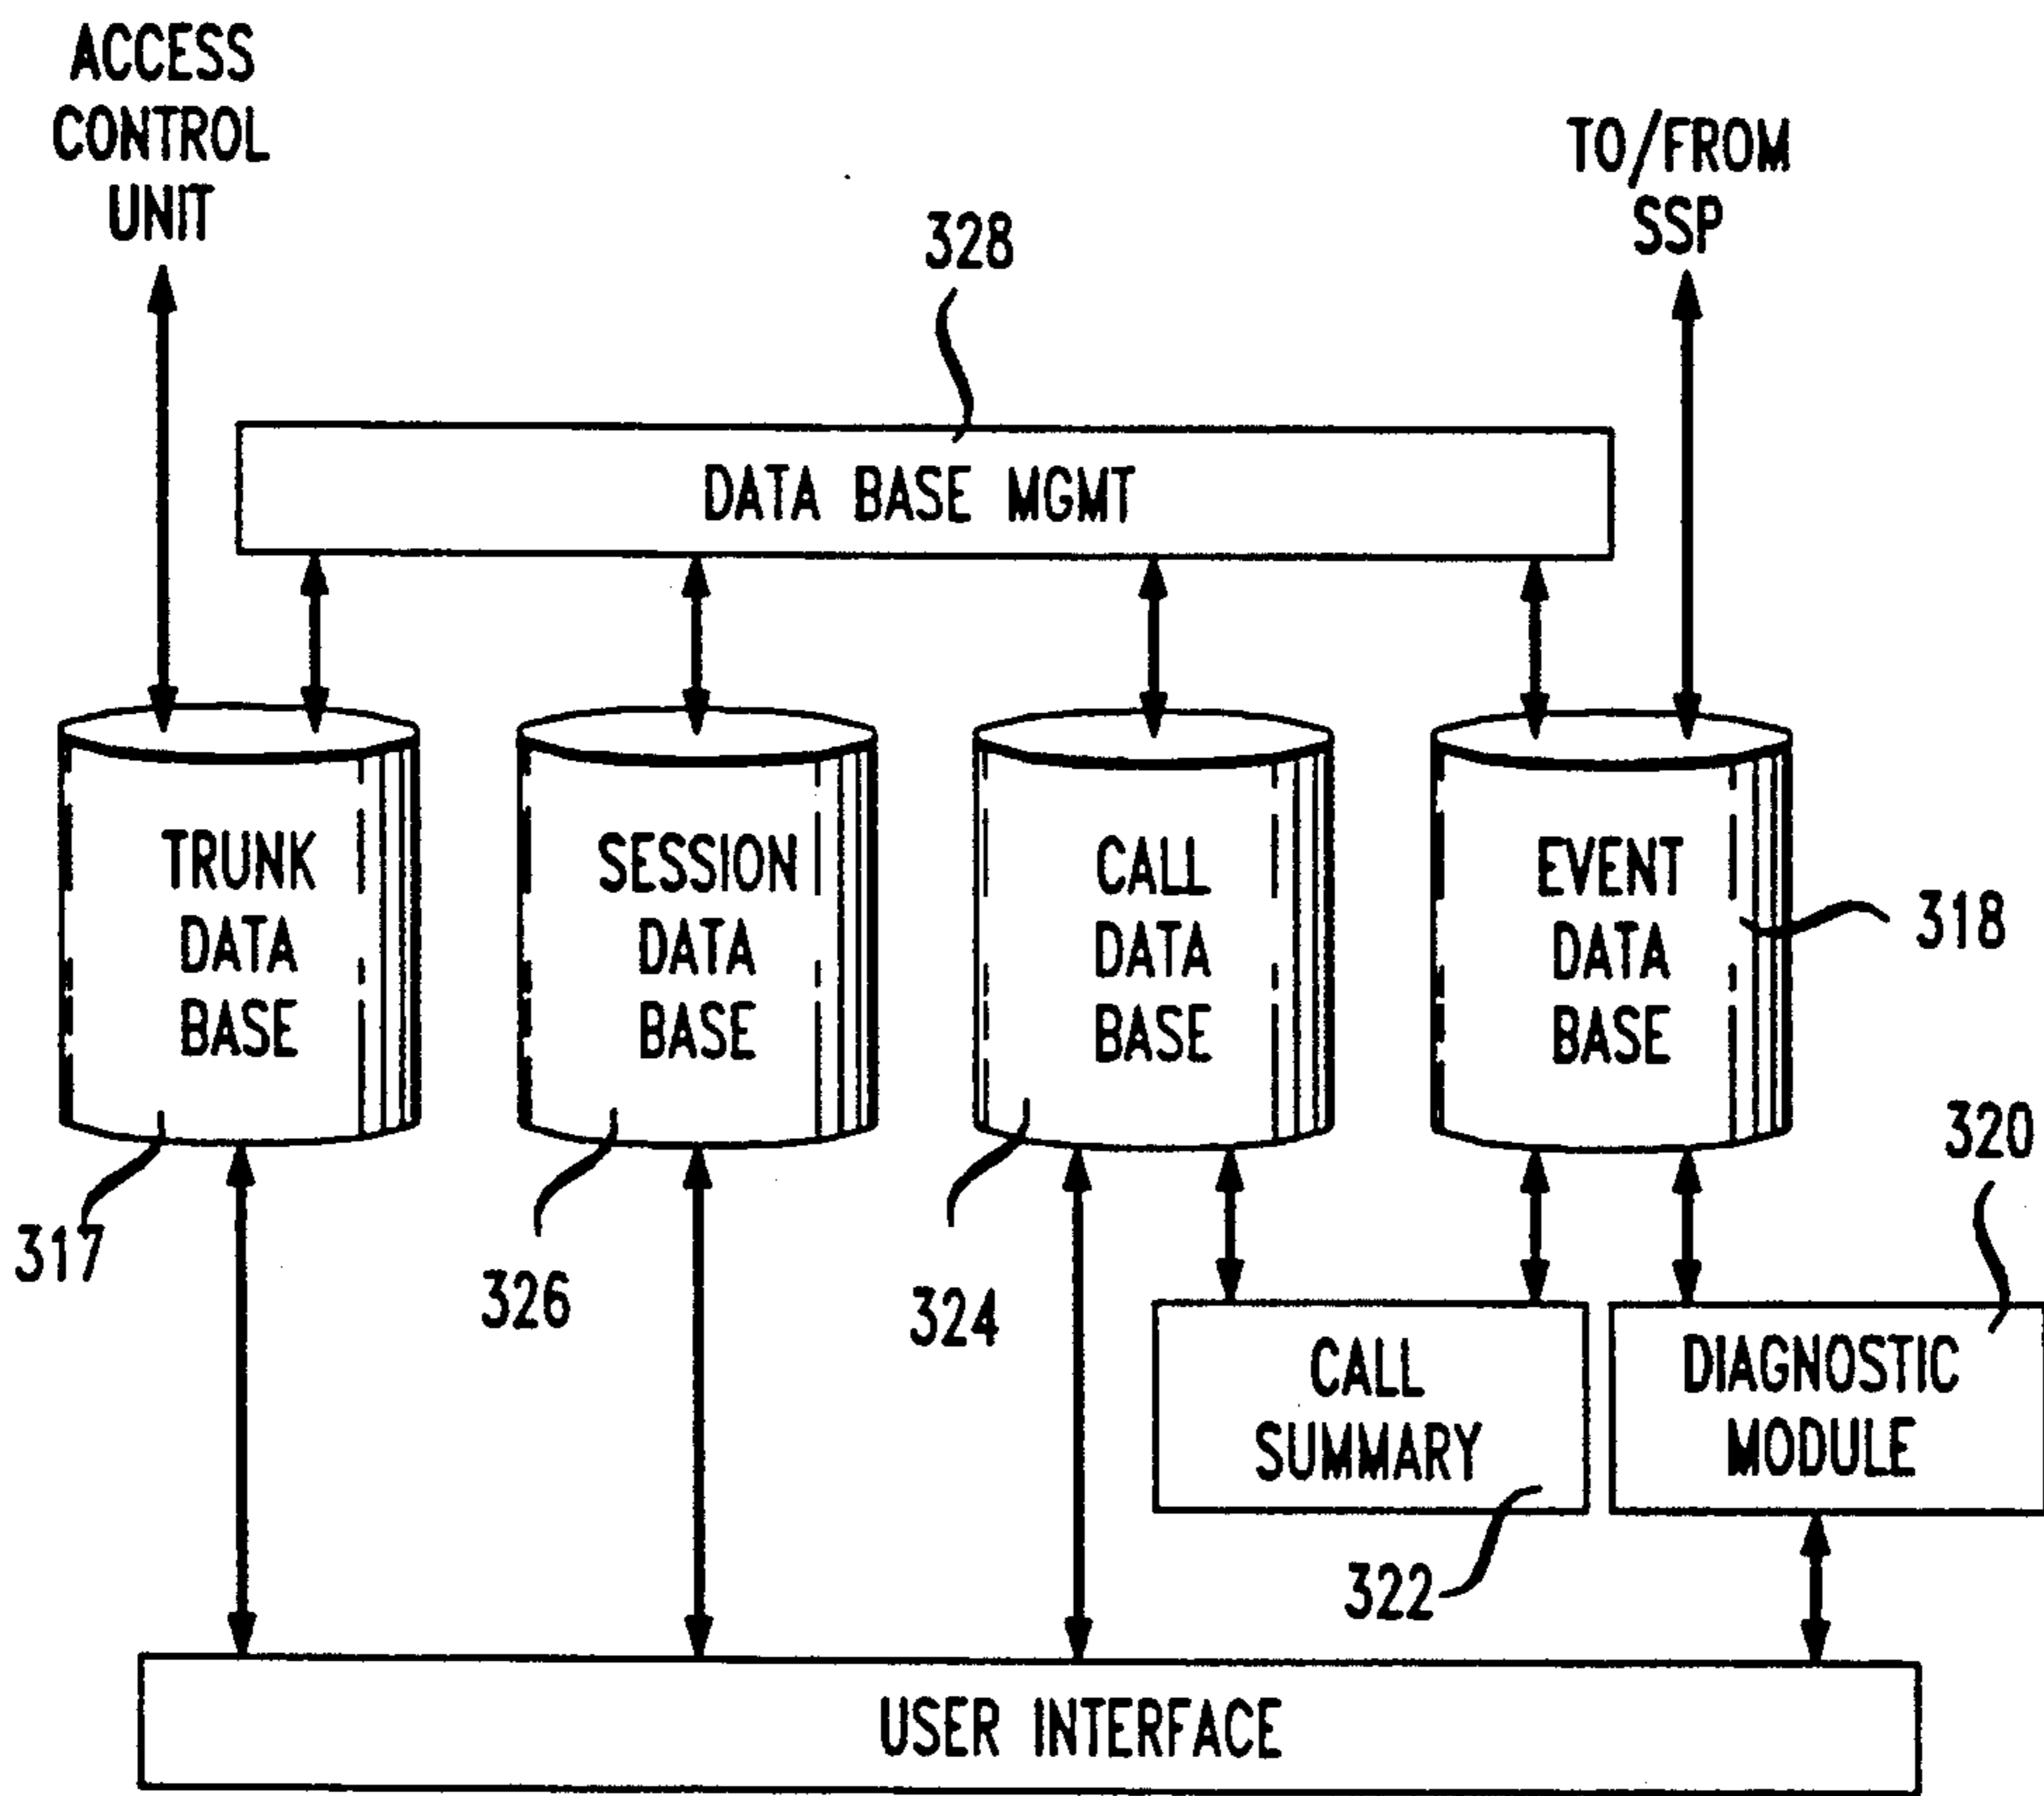 ACCESS
CONTROL
UNIT
TO/FROM
SSP
328
DATA BASE MGMT
TRUNK
DATA
BASE
SESSION
DATA
BASE
CALL
DATA
BASE
EVENT
DATA
BASE
318
320
317
326
324
CALL
SUMMARY
DIAGNOSTIC
MODULE
322
USER INTERFACE